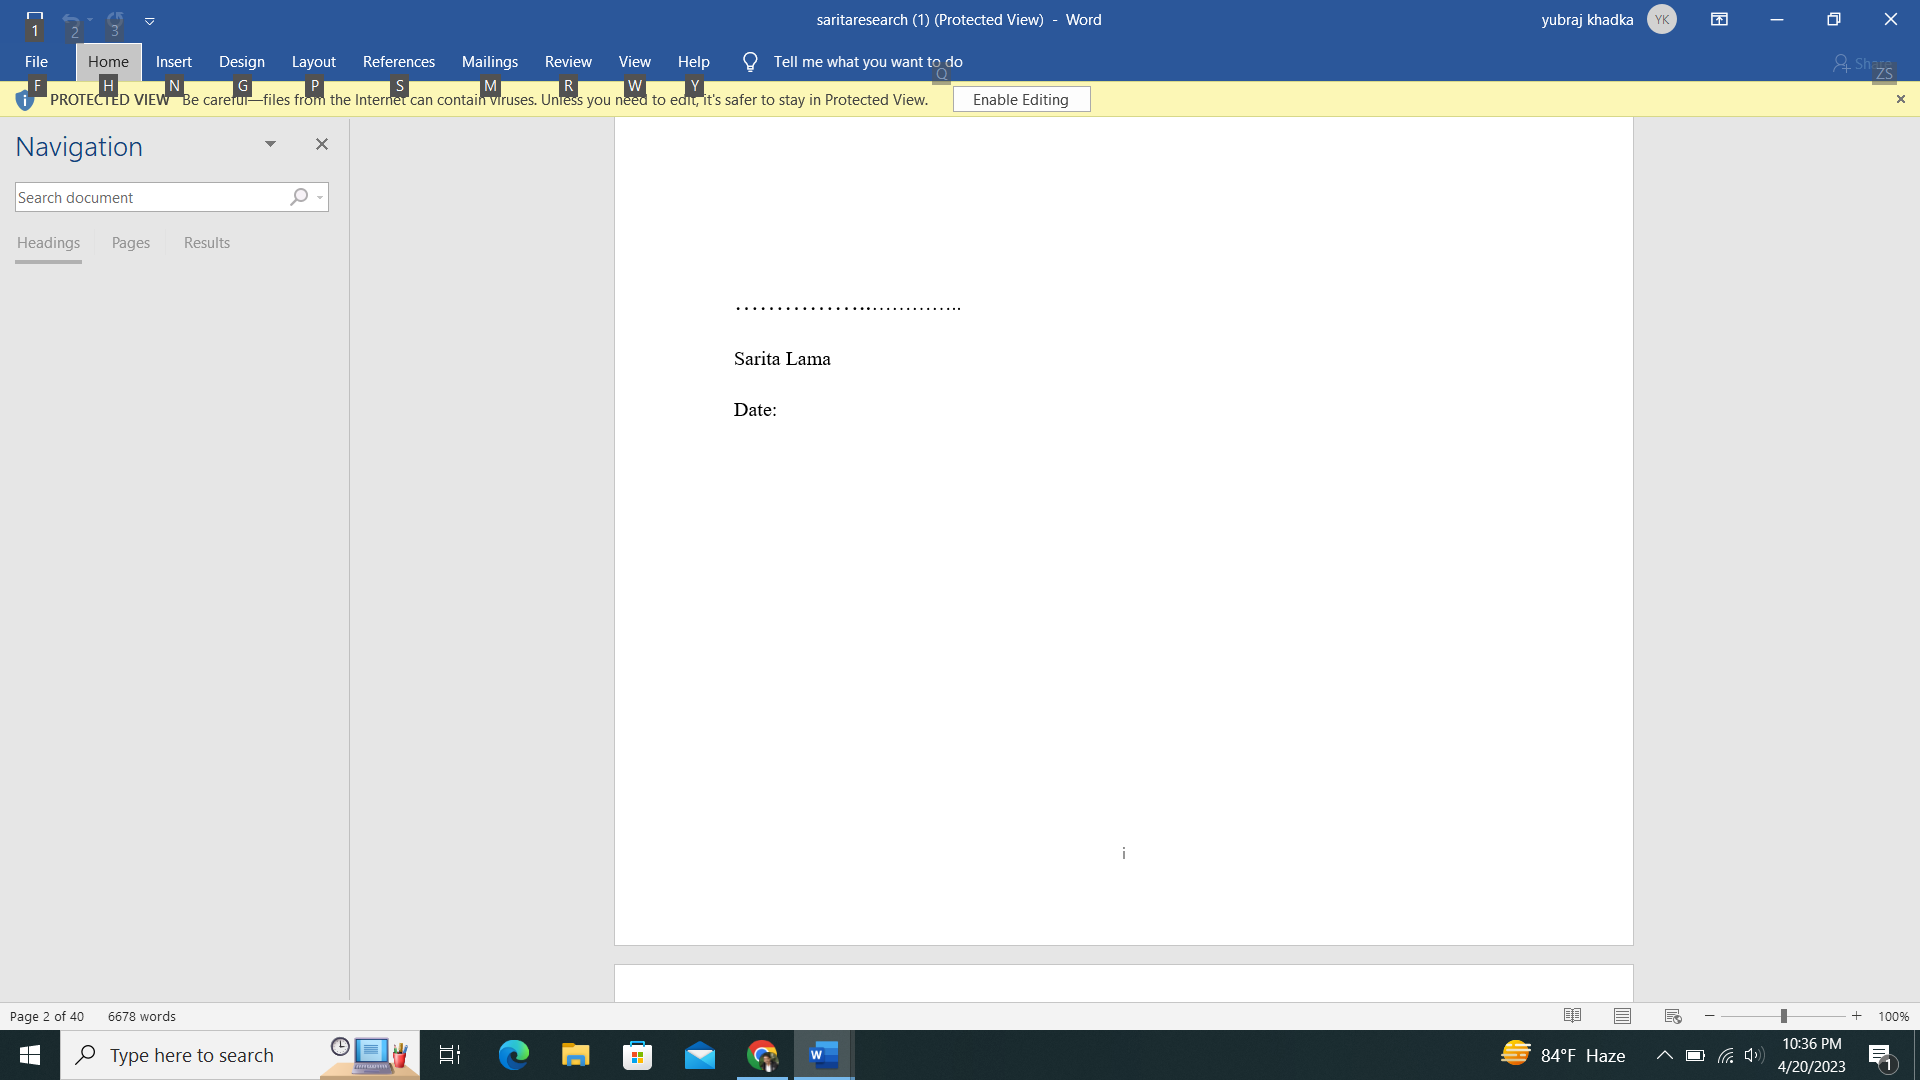 saritaresearch (1) (Protected View) - Word
yubraj khadka YK
1 2 3
File Home Insert Design Layout References Mailings Review View Help Tell me what you want to do Share
F H N G P S M R W Y Q ZS
PROTECTED VIEW Be careful—files from the Internet can contain viruses. Unless you need to edit, it's safer to stay in Protected View. Enable Editing
Navigation
Search document
Headings Pages Results
……………..…………..
Sarita Lama
Date:
i
Page 2 of 40 6678 words 100%
Type here to search
84°F Haze
10:36 PM
4/20/2023
1